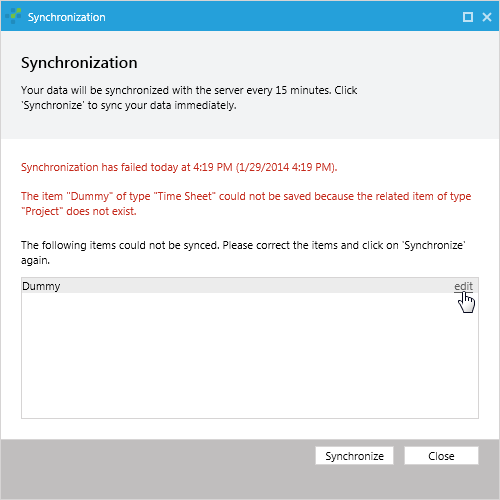 Synchronization
Synchronization
Your data will be synchronized with the server every 15 minutes. Click
'Synchronize' to sync your data immediately.
Synchronization has failed today at 4:19 PM (1/29/2014 4:19 PM).
The item "Dummy" of type "Time Sheet" could not be saved because the related item of type
"Project" does not exist.
The following items could not be synced. Please correct the items and click on 'Synchronize'
again.
Dummy edit
Synchronize Close